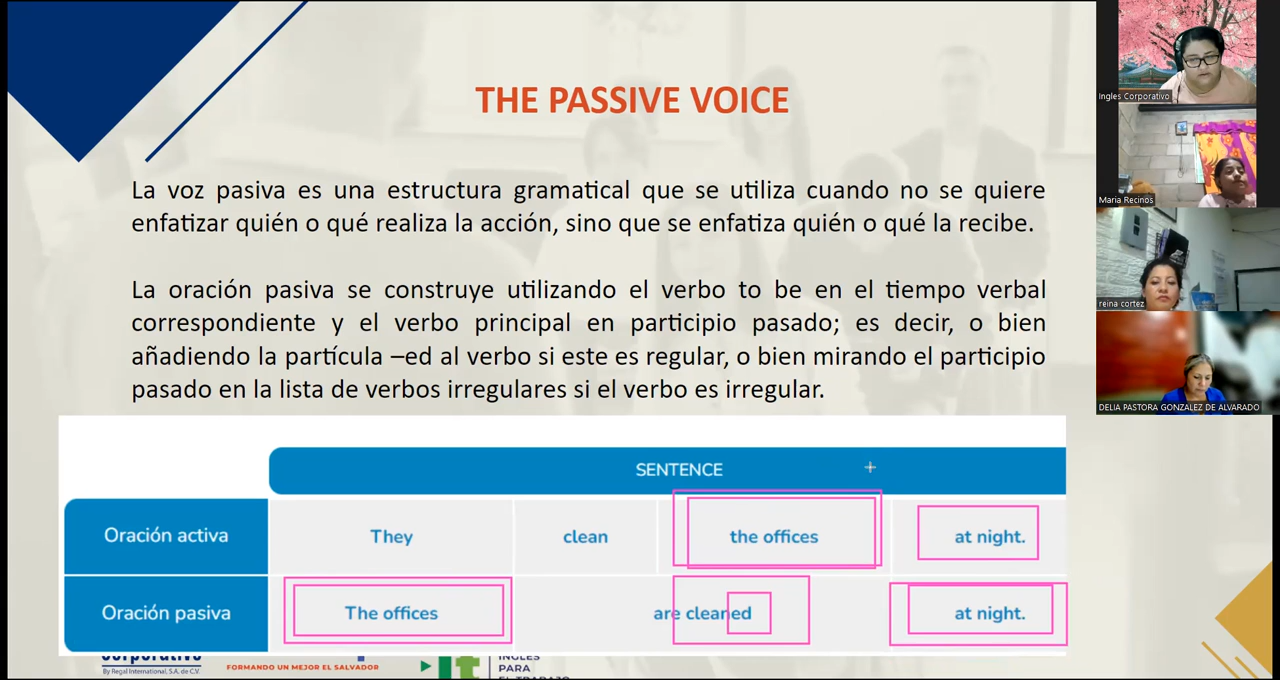 THE PASSIVE VOICE
La voz pasiva es una estructura gramatical que se utiliza cuando no se quiere
enfatizar quién o qué realiza la acción, sino que se enfatiza quién o qué la recibe.
La oración pasiva se construye utilizando el verbo to be en el tiempo verbal
correspondiente y el verbo principal en participio pasado; es decir, o bien
añadiendo la partícula –ed al verbo si este es regular, o bien mirando el participio
pasado en la lista de verbos irregulares si el verbo es irregular.
SENTENCE
Oración activa They clean the offices at night.
Oración pasiva The offices are cleaned at night.
By Regal International, S.A. de C.V.
FORMANDO UN MEJOR EL SALVADOR
PARA
Ingles Corporativo
Maria Recinos
reina cortez
DELIA PASTORA GONZALEZ DE ALVARADO